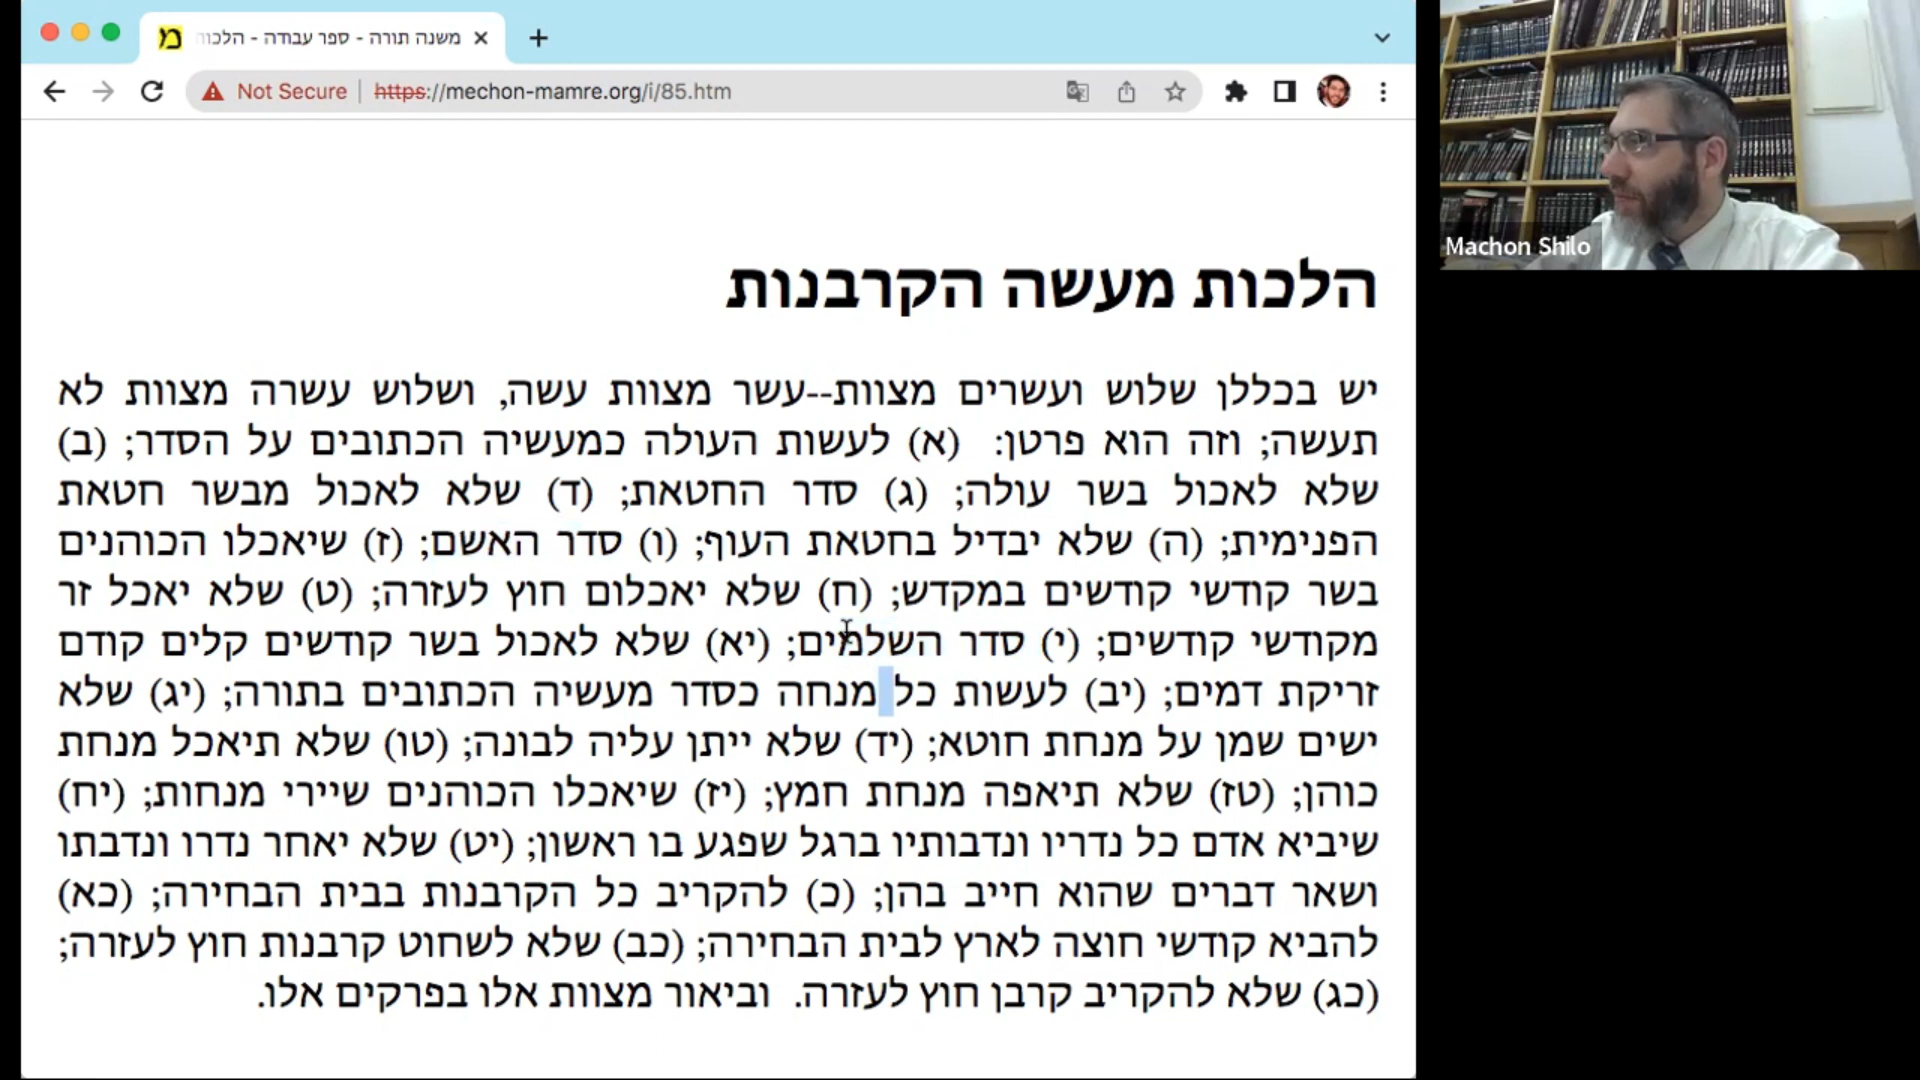 משנה תורה - ספר עבודה - הלכות
Not Secure
https://mechon-mamre.org/i/85.htm
Machon Shilo
הלכות מעשה הקרבנות
יש בכללן שלוש ועשרים מצוות--עשר מצוות עשה, ושלוש עשרה מצוות לא
תעשה; וזה הוא פרטן: (א) לעשות העולה כמעשיה הכתובים על הסדר; (ב)
שלא לאכול בשר עולה; (ג) סדר החטאת; (ד) שלא לאכול מבשר חטאת
הפנימית; (ה) שלא יבדיל בחטאת העוף; (ו) סדר האשם; (ז) שיאכלו הכוהנים
בשר קודשי קודשים במקדש; (ח) שלא יאכלום חוץ לעזרה; (ט) שלא יאכל זר
מקודשי קודשים; (י) סדר השלמים; (יא) שלא לאכול בשר קודשים קלים קודם
זריקת דמים; (יב) לעשות כל מנחה כסדר מעשיה הכתובים בתורה; (יג) שלא
ישים שמן על מנחת חוטא; (יד) שלא ייתן עליה לבונה; (טו) שלא תיאכל מנחת
כוהן; (טז) שלא תיאפה מנחת חמץ; (יז) שיאכלו הכוהנים שיירי מנחות; (יח)
שיביא אדם כל נדריו ונדבותיו ברגל שפגע בו ראשון; (יט) שלא יאחר נדרו ונדבתו
ושאר דברים שהוא חייב בהן; (כ) להקריב כל הקרבנות בבית הבחירה; (כא)
להביא קודשי חוצה לארץ לבית הבחירה; (כב) שלא לשחוט קרבנות חוץ לעזרה;
(כג) שלא להקריב קרבן חוץ לעזרה. וביאור מצוות אלו בפרקים אלו.